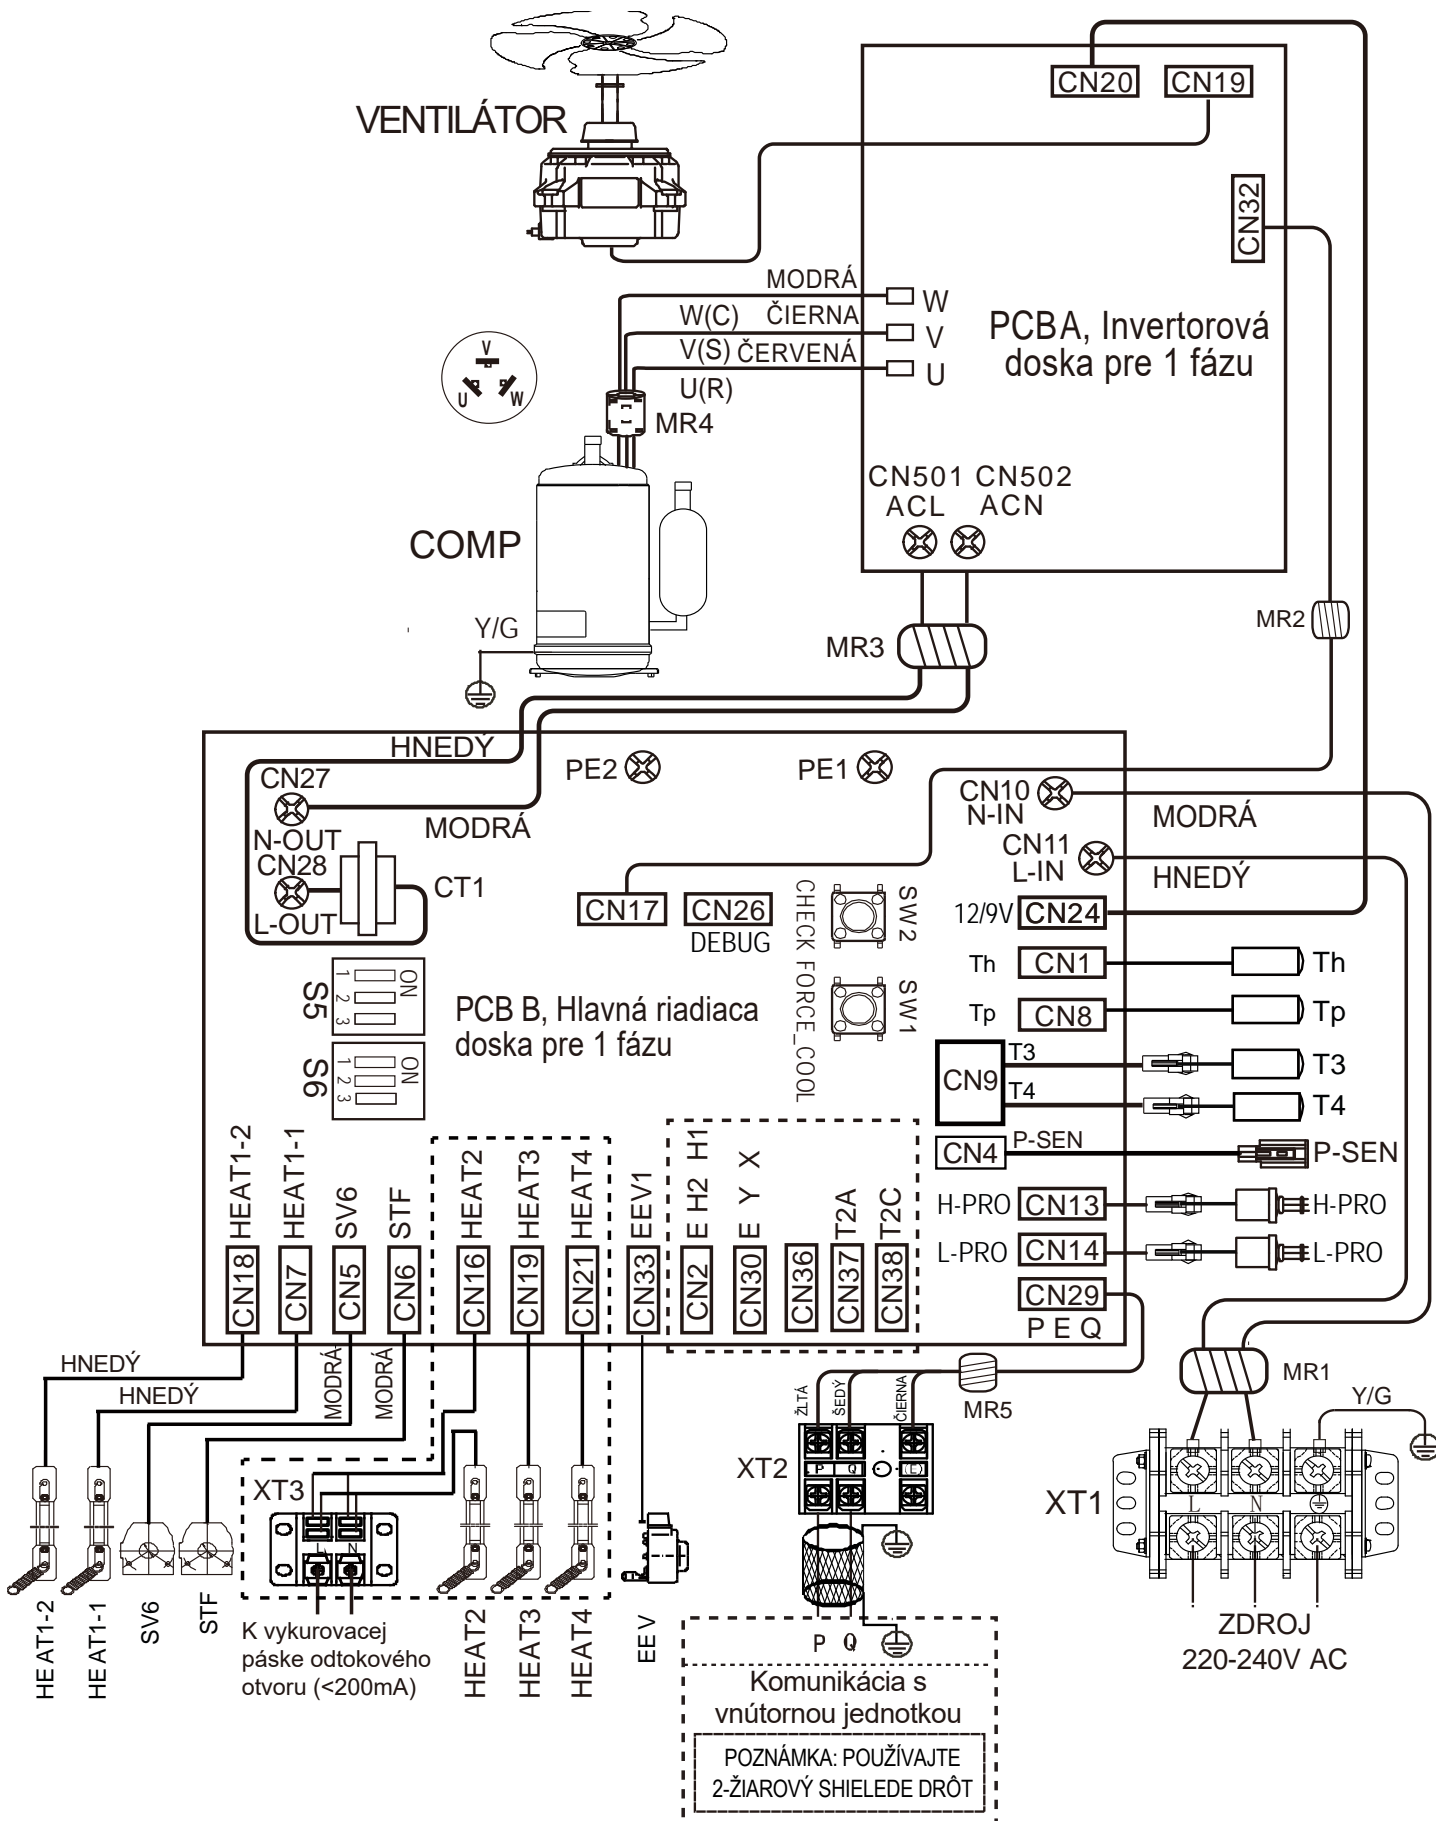 VENTILÁTOR
CN20
CN19
CN32
MODRÁ
W
W(C) ČIERNA
V
V(S) ČERVENÁ
U
U(R)
MR4
V
U
W
PCBA, Invertorová
doska pre 1 fázu
CN501 CN502
ACL ACN
COMP
Y/G
MR3
MR2
HNEDÝ
CN27
N-OUT
MODRÁ
CN28
L-OUT
CT1
PE2
PE1
CN10
N-IN
MODRÁ
CN11
L-IN
HNEDÝ
CN17
CN26
DEBUG
CHECK FORCE_COOL
SW2
SW1
12/9V CN24
Th CN1 Th
Tp CN8 Tp
CN9
T3
T3
T4
T4
CN4 P-SEN P-SEN
H-PRO CN13 H-PRO
L-PRO CN14 L-PRO
CN29
P E Q
S5
1
2
3
ON
S6
1
2
3
ON
PCB B, Hlavná riadiaca
doska pre 1 fázu
HEAT1-2
HEAT1-1
SV6
STF
HEAT2
HEAT3
HEAT4
EEV1
E H2 H1
E Y X
T2A
T2C
CN18
CN7
CN5
CN6
CN16
CN19
CN21
CN33
CN2
CN30
CN36
CN37
CN38
HNEDÝ
HNEDÝ
MODRÁ
MODRÁ
ŽLTÁ
ŠEDÝ
ČIERNA
MR5
MR1
Y/G
XT3
L
N
XT2
P
Q
(E)
XT1
L
N
HEAT1-2
HEAT1-1
SV6
STF
K vykurovacej
páske odtokového
otvoru (<200mA)
HEAT2
HEAT3
HEAT4
EEV
P Q
Komunikácia s
vnútornou jednotkou
POZNÁMKA: POUŽÍVAJTE
2-ŽIAROVÝ SHIELEDE DRÔT
ZDROJ
220-240V AC